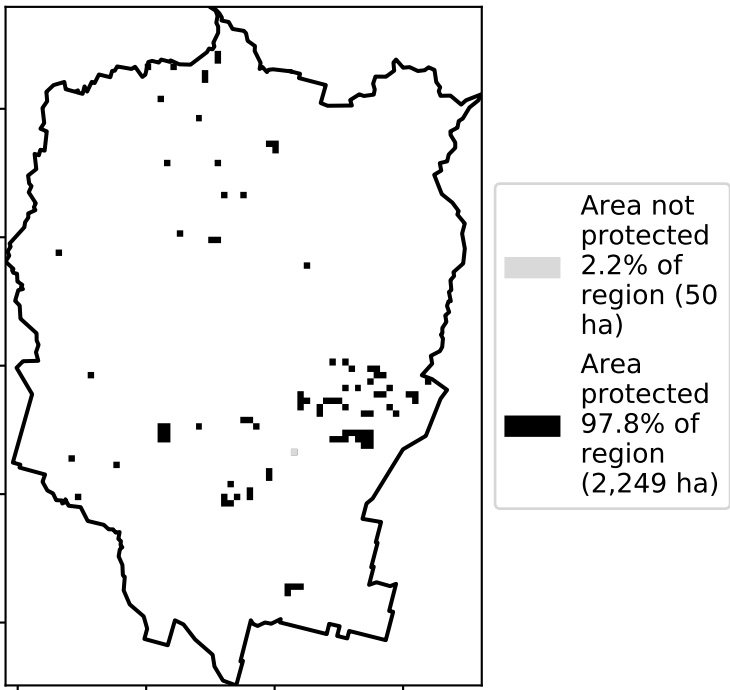 Area not
protected
2.2% of
region (50
ha)
Area
protected
97.8% of
region
(2,249 ha)